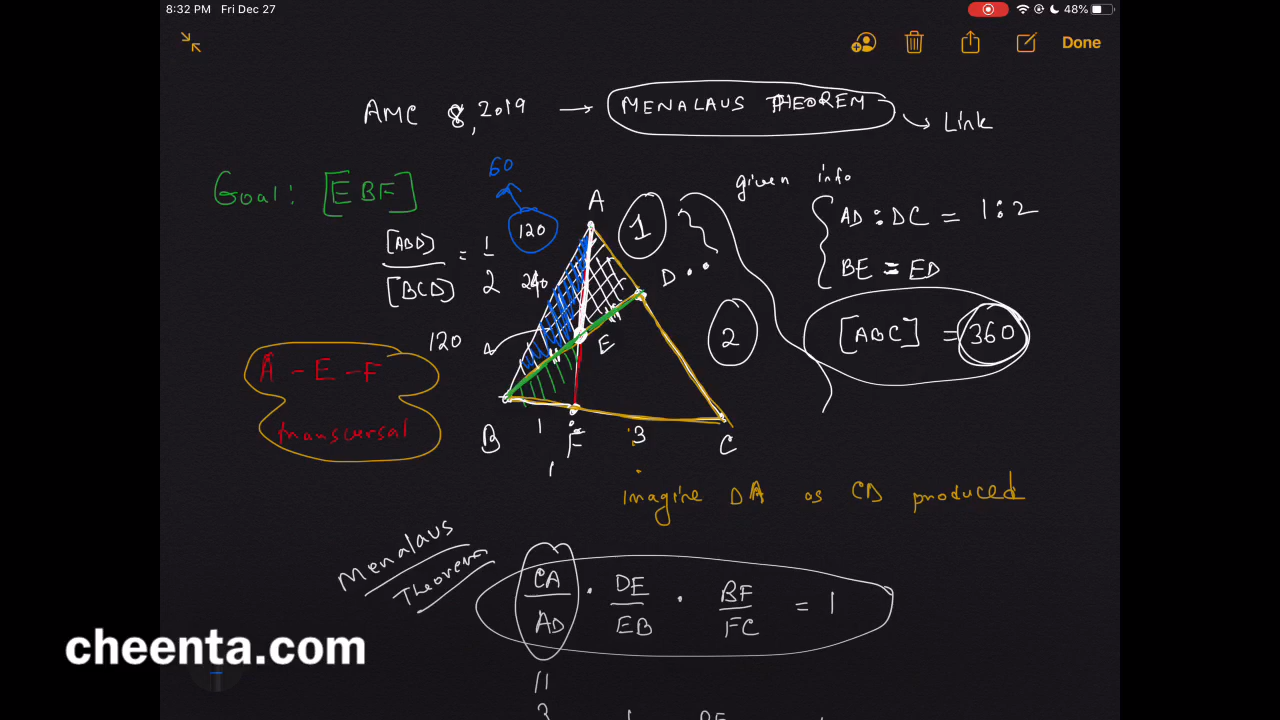 8:32 PM Fri Dec 27
48%
Done
AMC 8, 2019 → MENALAUS THEOREM
Link
Goal: [EBF]
60
120
given info
AD : DC = 1 : 2
BE = ED
[ABC] = 360
[ABD] / [BCD] = 1 / 2
240
120
A
1
D
2
E
A - E - F
transversal
B
1
F
3
C
1
imagine DA as CD produced
Menalaus
Theorem
CA / AD · DE / EB · BF / FC = 1
11
3
cheenta.com